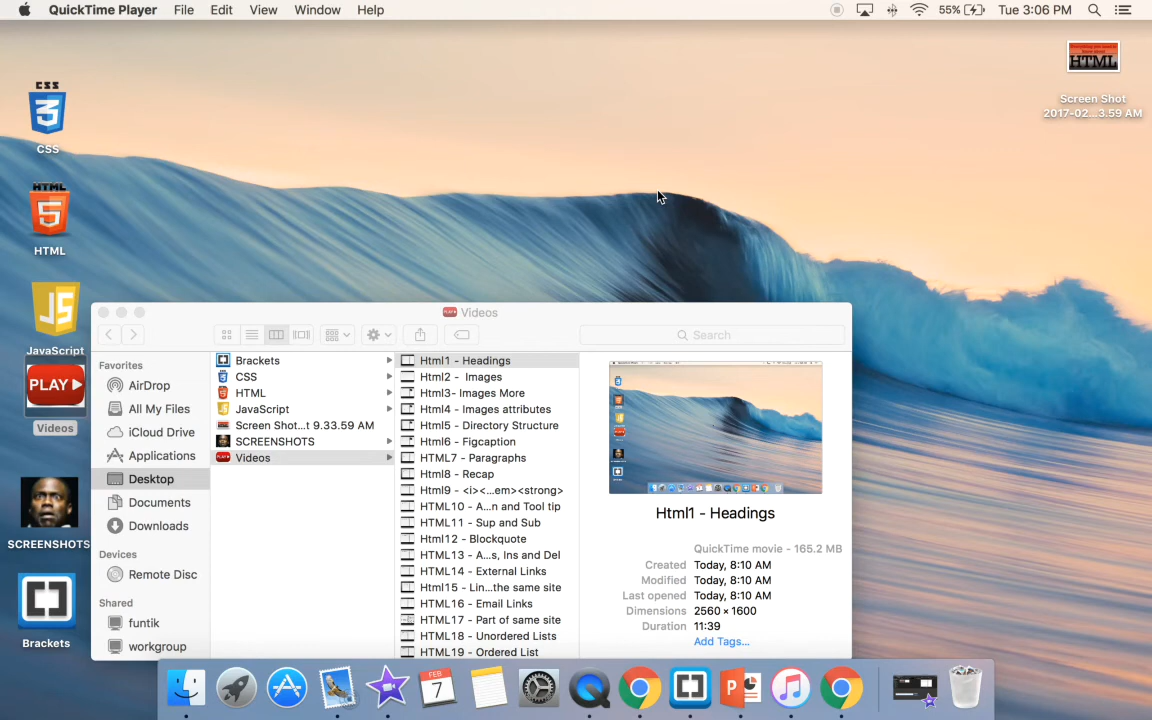 QuickTime Player File Edit View Window Help 55% Tue 3:06 PM
HTML
Screen Shot
2017-02...3.59 AM
CSS
3
CSS
HTML
5
HTML
JS
JavaScript
PLAY
Videos
SCREENSHOTS
Brackets
Videos
Search
Favorites
AirDrop
All My Files
iCloud Drive
Applications
Desktop
Documents
Downloads
Devices
Remote Disc
Shared
funtik
workgroup
Brackets
CSS
HTML
JavaScript
Screen Shot...t 9.33.59 AM
SCREENSHOTS
Videos
Html1 - Headings
Html2 - Images
Html3- Images More
Html4 - Images attributes
Html5 - Directory Structure
Html6 - Figcaption
HTML7 - Paragraphs
Html8 - Recap
Html9 - <i><...em><strong>
HTML10 - A...n and Tool tip
HTML11 - Sup and Sub
Html12 - Blockquote
HTML13 - A...s, Ins and Del
HTML14 - External Links
Html15 - Lin...the same site
HTML16 - Email Links
HTML17 - Part of same site
HTML18 - Unordered Lists
HTML19 - Ordered List
Html1 - Headings
QuickTime movie - 165.2 MB
Created Today, 8:10 AM
Modified Today, 8:10 AM
Last opened Today, 8:10 AM
Dimensions 2560 × 1600
Duration 11:39
Add Tags...
FEB
7